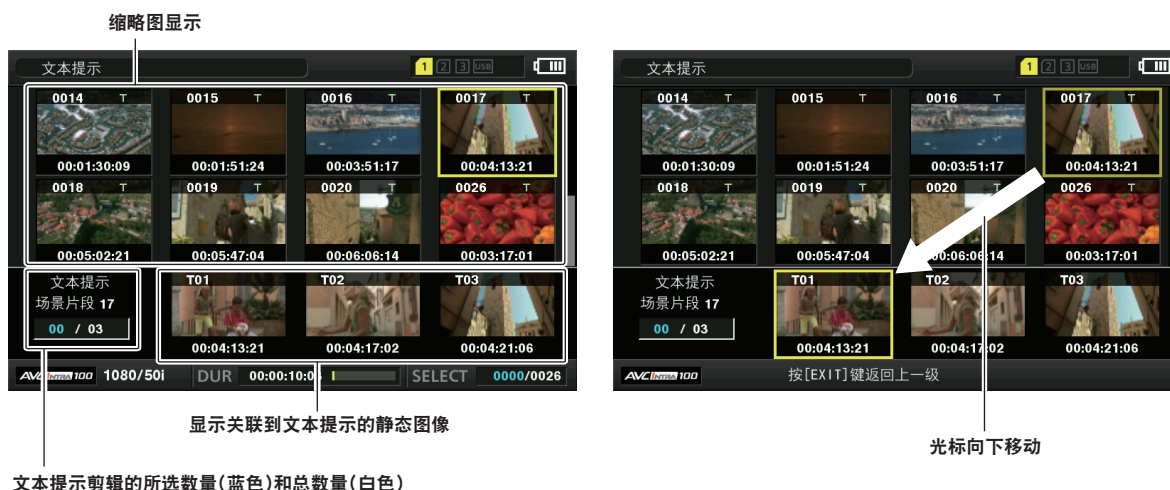 缩略图显示
文本提示
1 2 3 USB
0014 T 0015 T 0016 T 0017 T
00:01:30:09 00:01:51:24 00:03:51:17 00:04:13:21
0018 T 0019 T 0020 T 0026 T
00:05:02:21 00:05:47:04 00:06:06:14 00:03:17:01
文本提示
场景片段 17
00 / 03
T01 T02 T03
00:04:13:21 00:04:17:02 00:04:21:06
AVC INTRA 100 1080/50i DUR 00:00:10:0 SELECT 0000/0026
显示关联到文本提示的静态图像
文本提示剪辑的所选数量(蓝色)和总数量(白色)
文本提示
1 2 3 USB
0014 T 0015 T 0016 T 0017 T
00:01:30:09 00:01:51:24 00:03:51:17 00:04:13:21
0018 T 0019 T 0020 0026 T
00:05:02:21 00:05:47:04 00:06:06:14 00:03:17:01
文本提示
场景片段 17
00 / 03
T01 T02 T03
00:04:13:21 00:04:17:02 00:04:21:06
AVC INTRA 100 按[EXIT]键返回上一级
光标向下移动